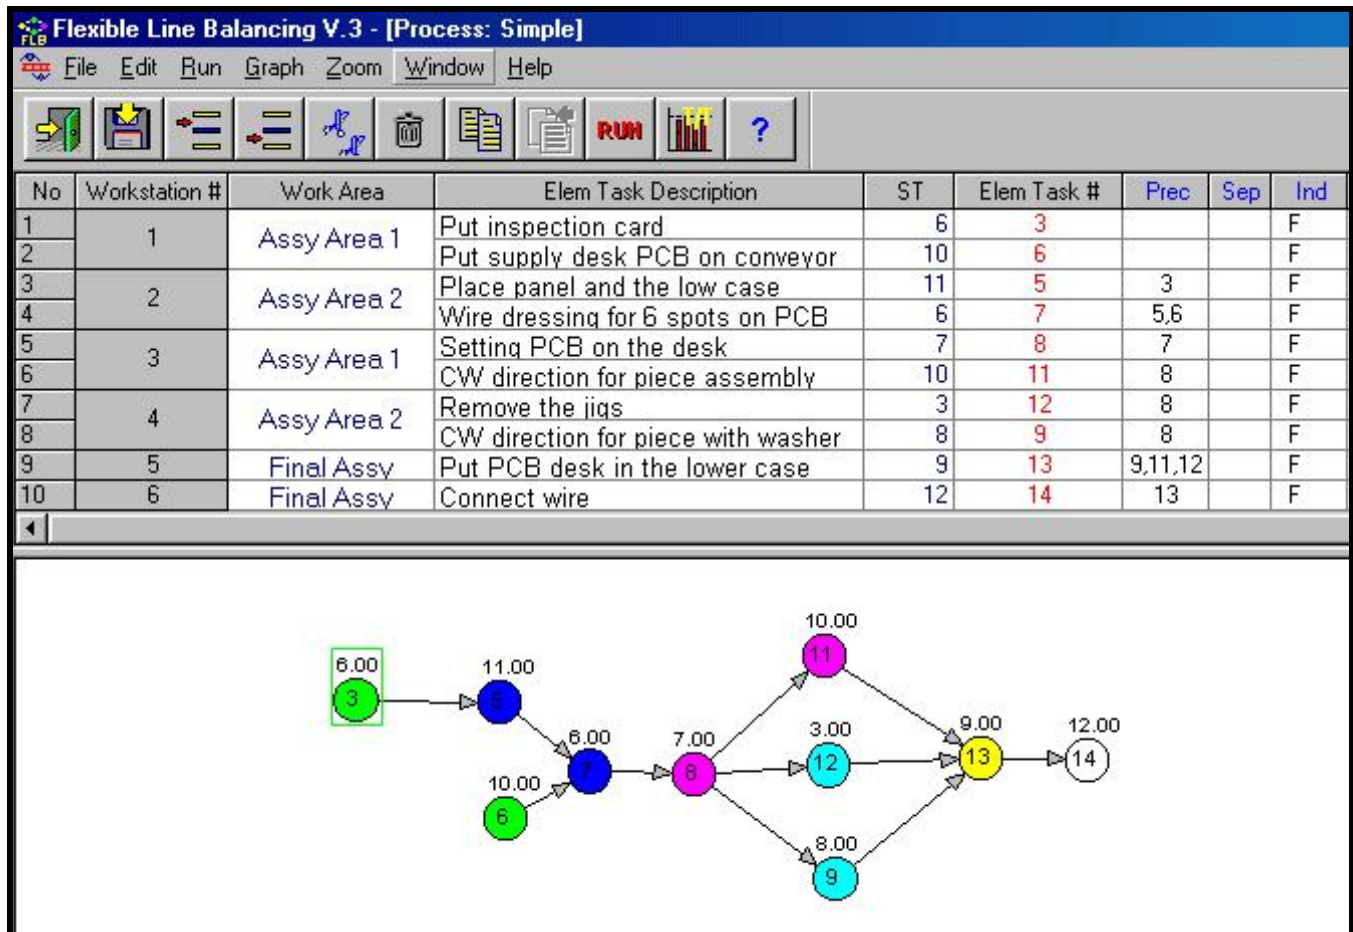 Flexible Line Balancing V.3 - [Process: Simple]
FLB
File Edit Run Graph Zoom Window Help
RUN ?
No Workstation # Work Area Elem Task Description ST Elem Task # Prec Sep Ind
1 1 Assy Area 1 Put inspection card 6 3 F
2 Put supply desk PCB on conveyor 10 6 F
3 2 Assy Area 2 Place panel and the low case 11 5 3 F
4 Wire dressing for 6 spots on PCB 6 7 5,6 F
5 3 Assy Area 1 Setting PCB on the desk 7 8 7 F
6 CW direction for piece assembly 10 11 8 F
7 4 Assy Area 2 Remove the jigs 3 12 8 F
8 CW direction for piece with washer 8 9 8 F
9 5 Final Assy Put PCB desk in the lower case 9 13 9,11,12 F
10 6 Final Assy Connect wire 12 14 13 F
10.00
11
6.00 11.00
3 5
6.00 7.00 3.00 9.00 12.00
7 8 12 13 14
10.00
6
8.00
9